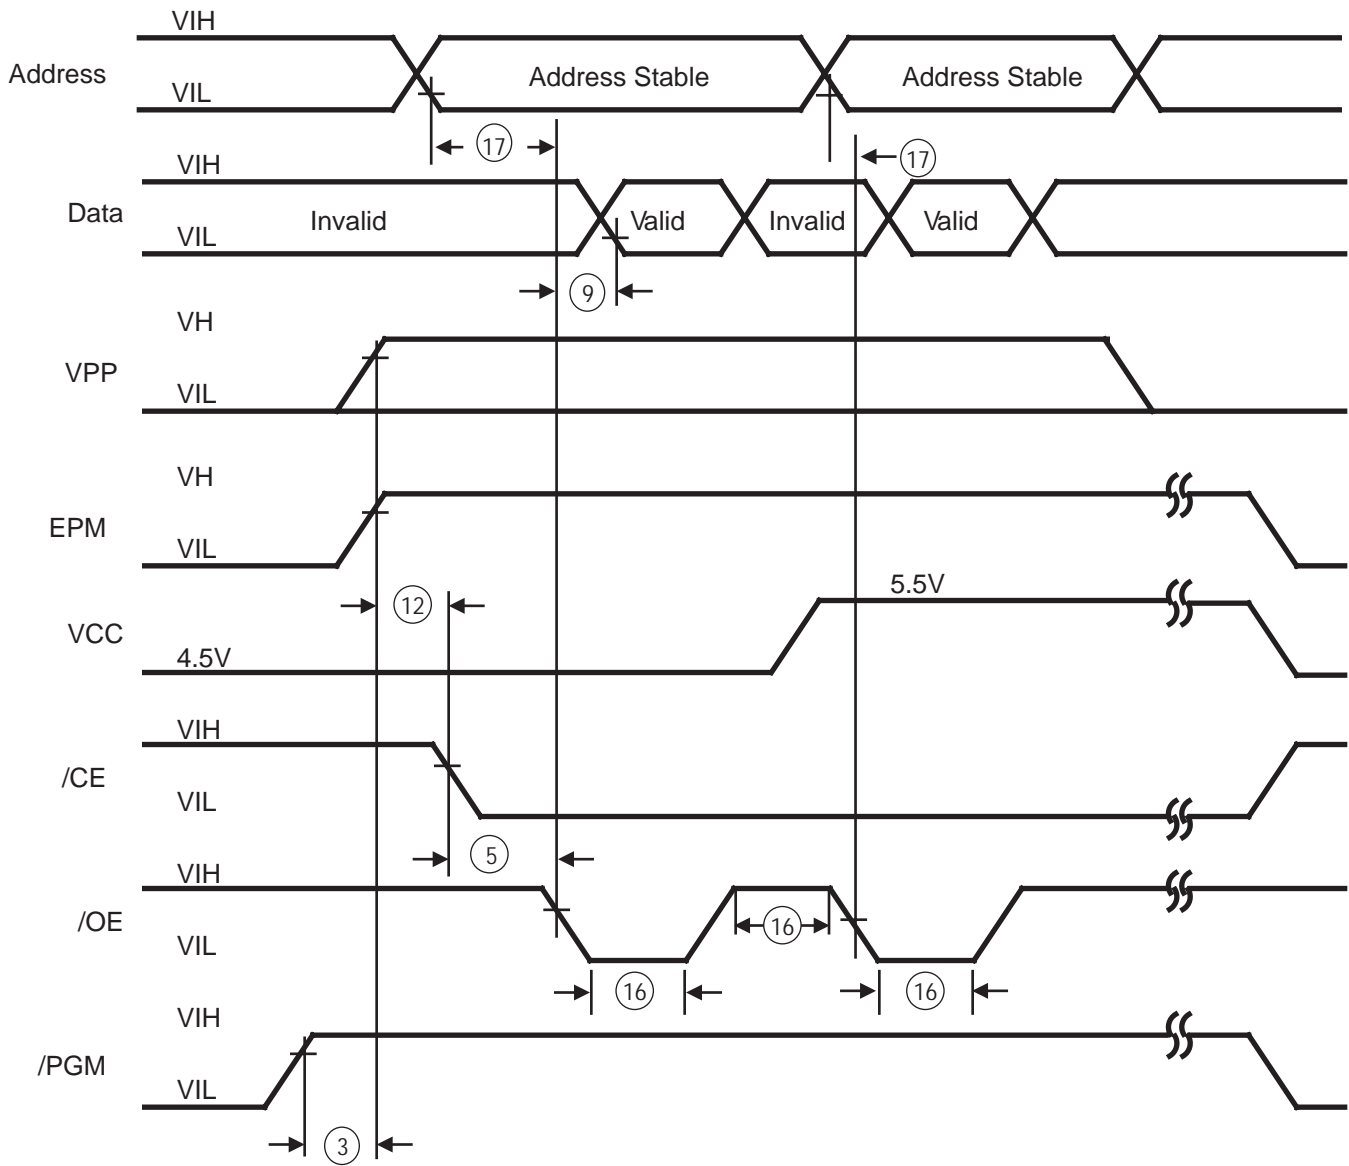 VIH
Address
VIL
Address Stable
Address Stable
17
17
VIH
Data
VIL
Invalid
Valid
Invalid
Valid
9
VH
VPP
VIL
VH
EPM
VIL
12
5.5V
VCC
4.5V
VIH
/CE
VIL
5
VIH
/OE
VIL
16
16
16
VIH
/PGM
VIL
3